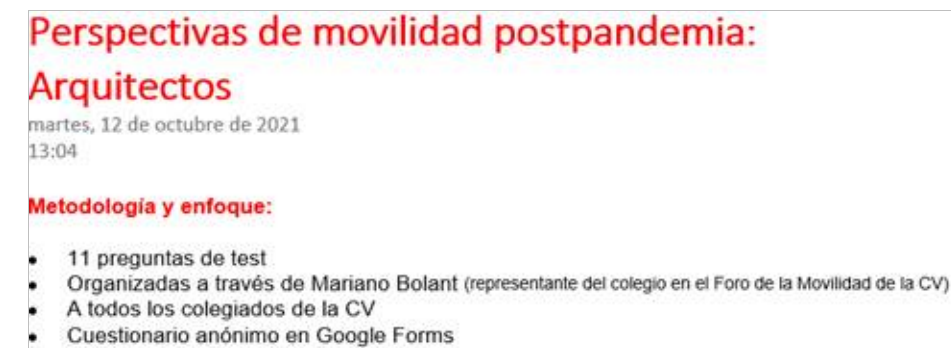 Perspectivas de movilidad postpandemia:
Arquitectos
martes, 12 de octubre de 2021
13:04
Metodología y enfoque:
• 11 preguntas de test
• Organizadas a través de Mariano Bolant (representante del colegio en el Foro de la Movilidad de la CV)
• A todos los colegiados de la CV
• Cuestionario anónimo en Google Forms